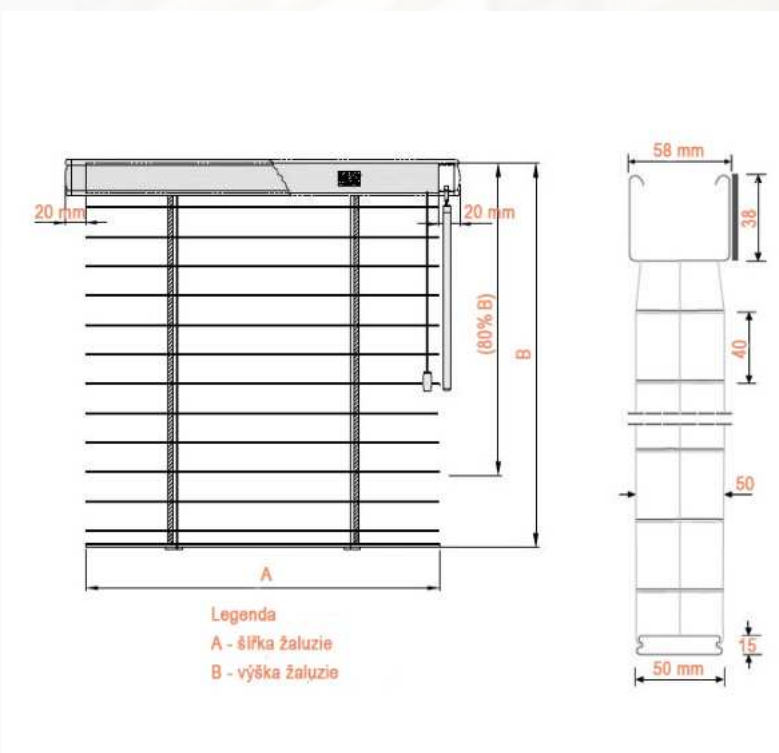 58 mm
38
20 mm
20 mm
(80% B)
B
40
50
A
Legenda
A - šířka žaluzie
B - výška žaluzie
15
50 mm